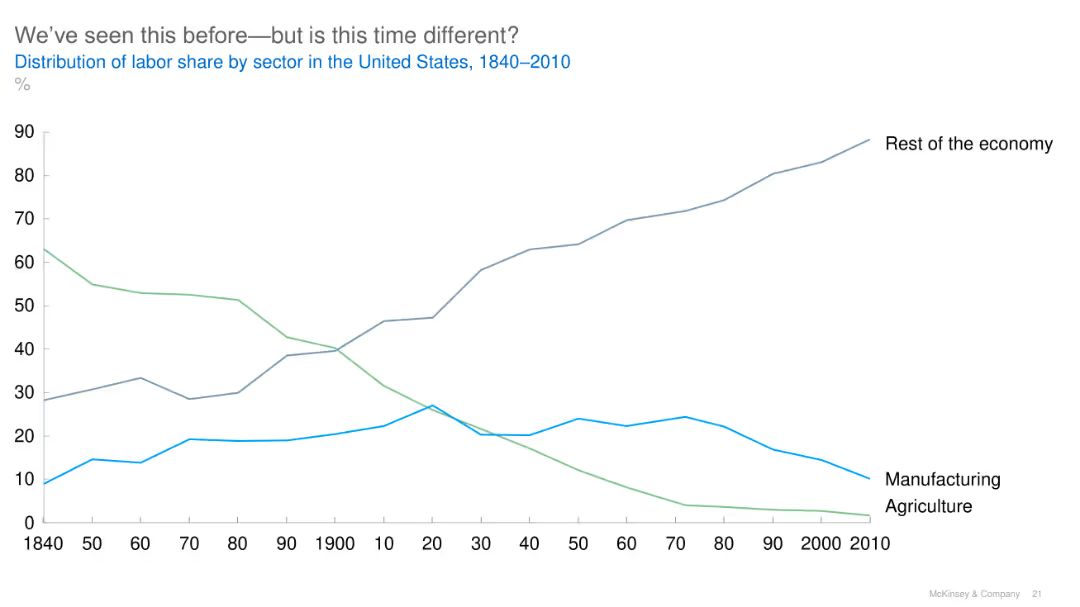 We've seen this before—but is this time different?
Distribution of labor share by sector in the United States, 1840–2010
%
90
80
70
60
50
40
30
20
10
0
Rest of the economy
Manufacturing
Agriculture
1840 50 60 70 80 90 1900 10 20 30 40 50 60 70 80 90 2000 2010
McKinsey & Company 21